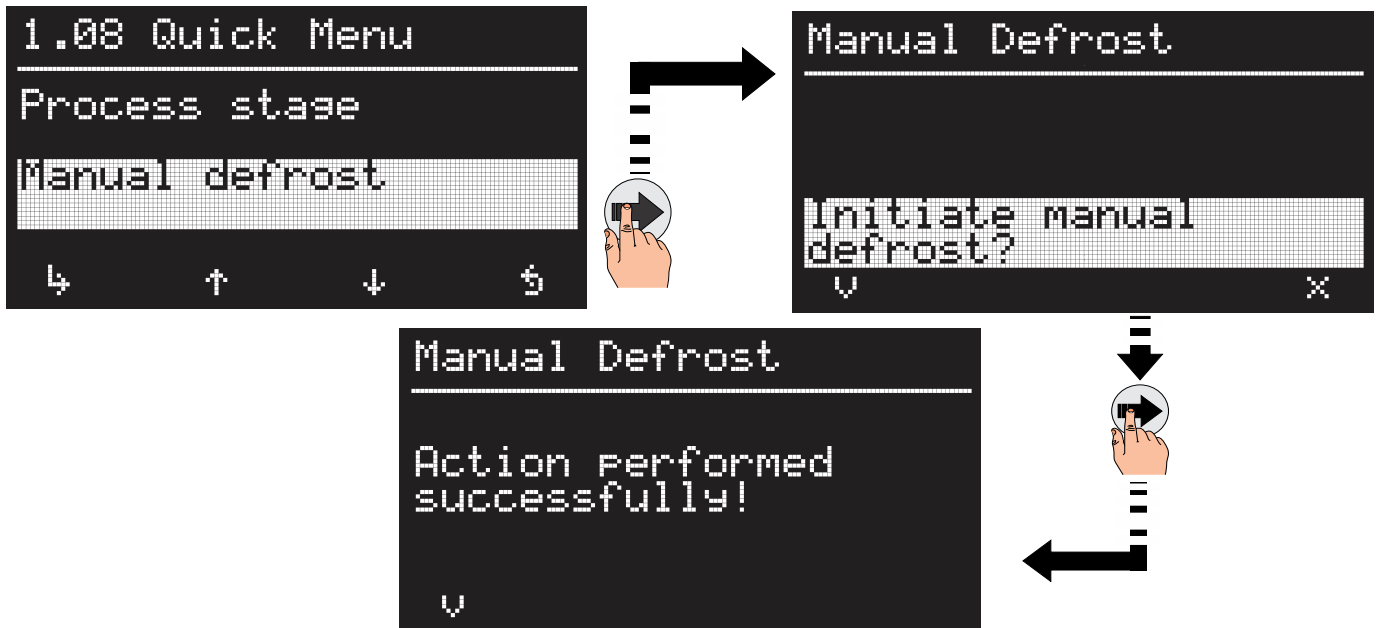 1.08 Quick Menu
Process stage
Manual defrost
Manual Defrost
Initiate manual
defrost?
V X
Manual Defrost
Action performed
successfully!
V